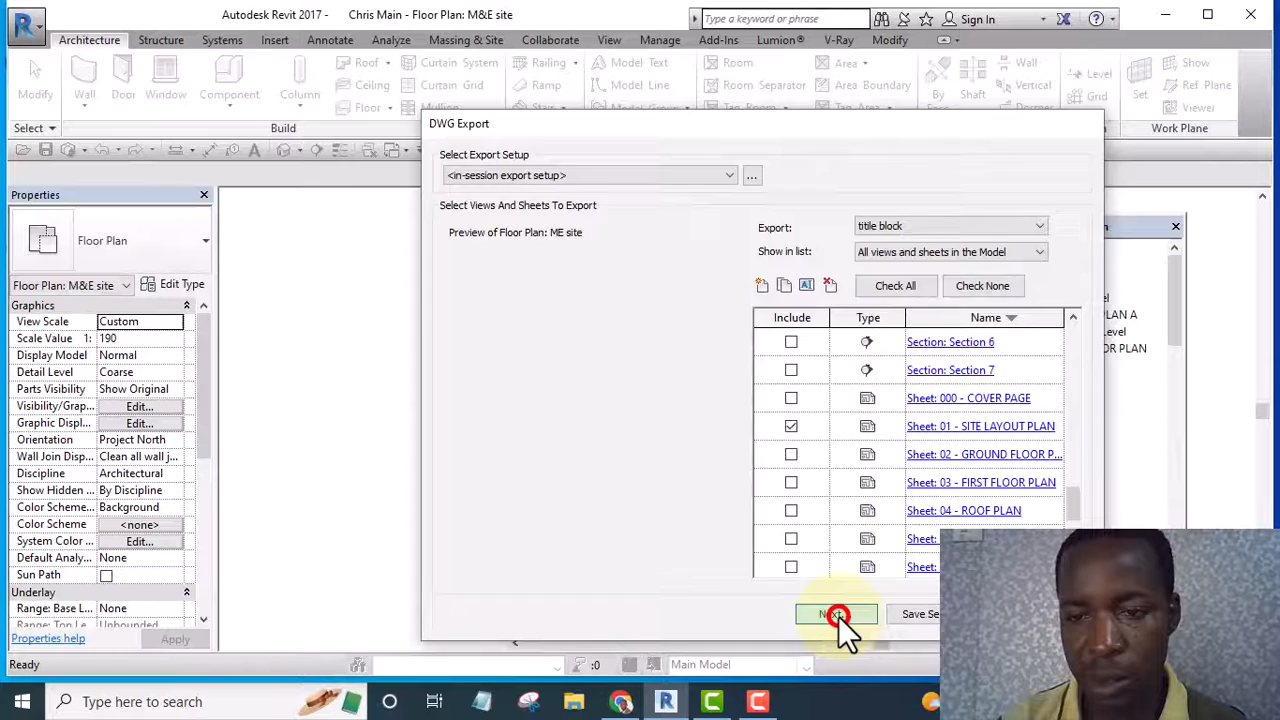 Autodesk Revit 2017 - Chris Main - Floor Plan: M&E site
Type a keyword or phrase
Sign In
Architecture Structure Systems Insert Annotate Analyze Massing & Site Collaborate View Manage Add-Ins Lumion® V-Ray Modify
Modify Wall Door Window Component Column
Roof Curtain System Railing Model Text Room Area Wall Level Show
Ceiling Curtain Grid Ramp Room Separator Vertical Grid Ref Plane
Floor By Shaft Set Viewer
Select Build Work Plane
DWG Export
Select Export Setup
<in-session export setup>
...
Select Views And Sheets To Export
Preview of Floor Plan: ME site
Export: titile block
Show in list: All views and sheets in the Model
Check All Check None
Include Type Name
Section: Section 6
Section: Section 7
Sheet: 000 - COVER PAGE
Sheet: 01 - SITE LAYOUT PLAN
Sheet: 02 - GROUND FLOOR P...
Sheet: 03 - FIRST FLOOR PLAN
Sheet: 04 - ROOF PLAN
Sheet:
Sheet:
Save Se
PLAN A
Level
OR PLAN
Properties
Floor Plan
Floor Plan: M&E site Edit Type
Graphics
View Scale Custom
Scale Value 1: 190
Display Model Normal
Detail Level Coarse
Parts Visibility Show Original
Visibility/Grap... Edit...
Graphic Displ... Edit...
Orientation Project North
Wall Join Disp... Clean all wall j...
Discipline Architectural
Show Hidden ... By Discipline
Color Scheme... Background
Color Scheme <none>
System Color ... Edit...
Default Analy... None
Sun Path
Underlay
Range: Base L... None
Properties help Apply
Ready
:0
Main Model
Type here to search